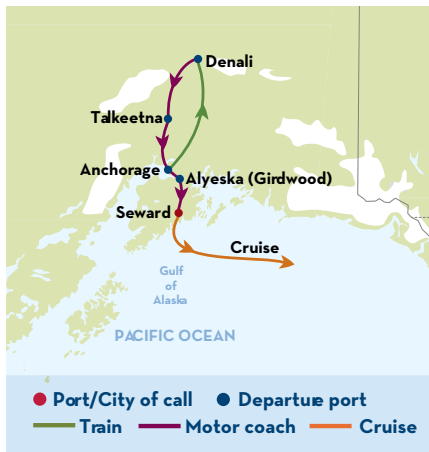 Denali
Talkeetna
Anchorage
Alyeska (Girdwood)
Seward
Cruise
Gulf
of
Alaska
PACIFIC OCEAN
Port/City of call
Departure port
Train
Motor coach
Cruise